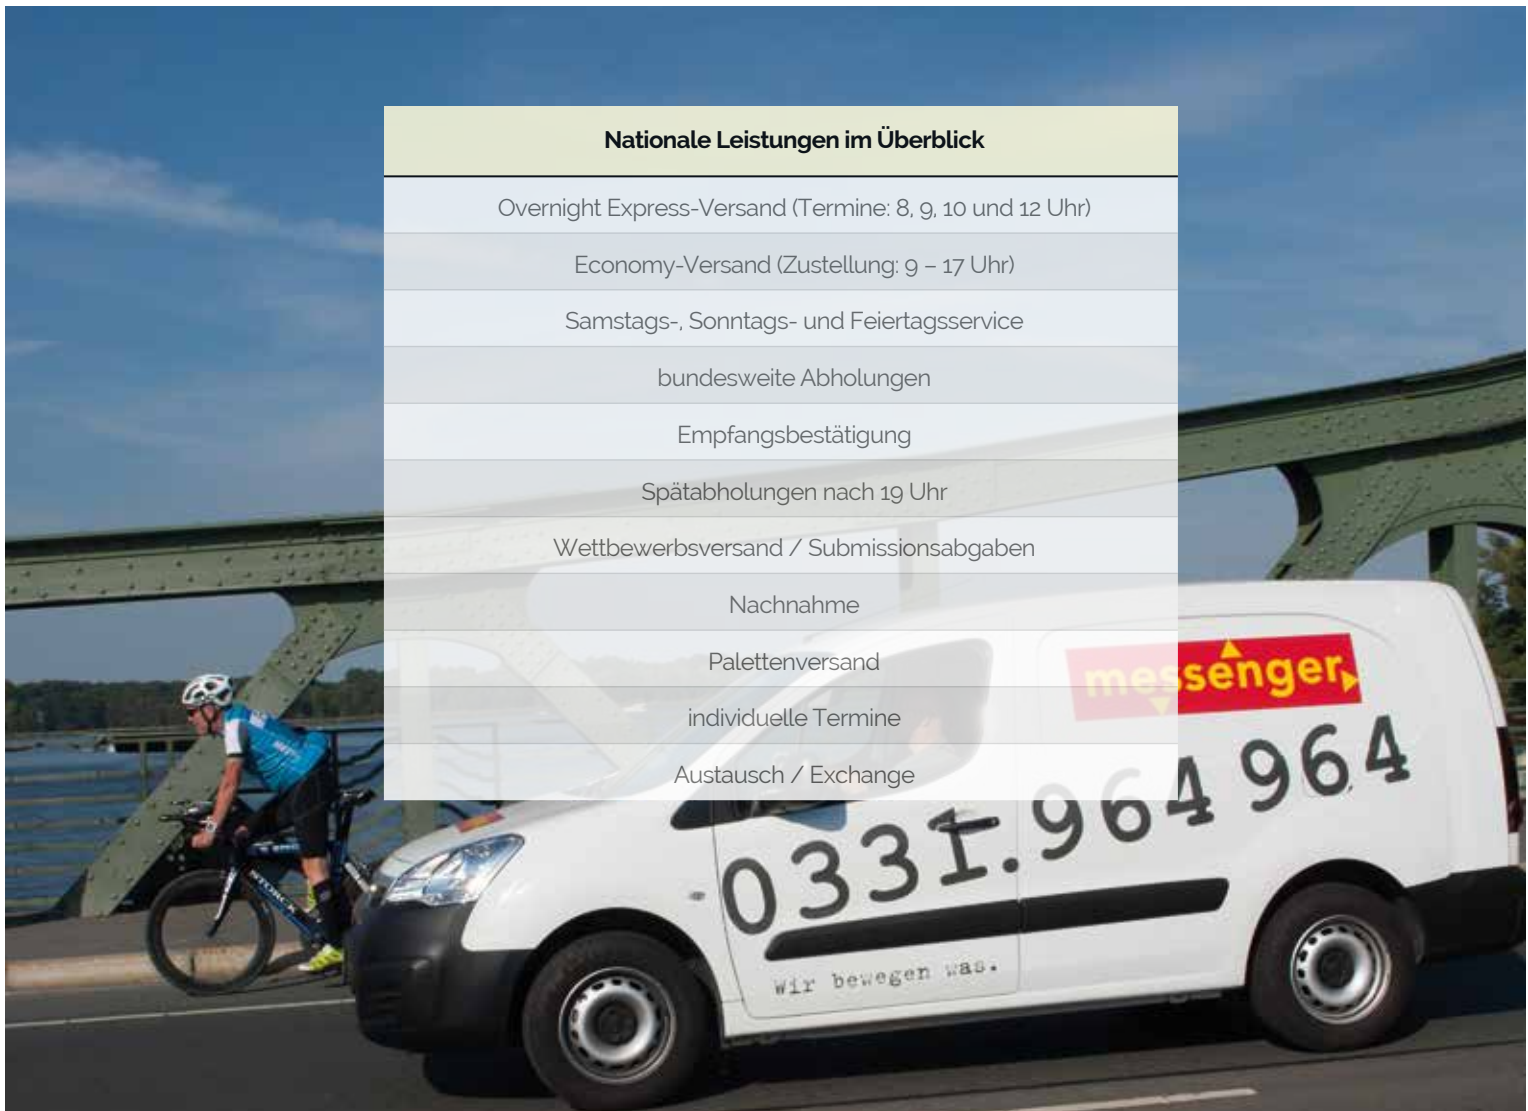 Nationale Leistungen im Überblick
Overnight Express-Versand (Termine: 8, 9, 10 und 12 Uhr)
Economy-Versand (Zustellung: 9 – 17 Uhr)
Samstags-, Sonntags- und Feiertagsservice
bundesweite Abholungen
Empfangsbestätigung
Spätabholungen nach 19 Uhr
Wettbewerbsversand / Submissionsabgaben
Nachnahme
Palettenversand
individuelle Termine
Austausch / Exchange
messenger
0331.964 964
Wir bewegen was.
STORCK